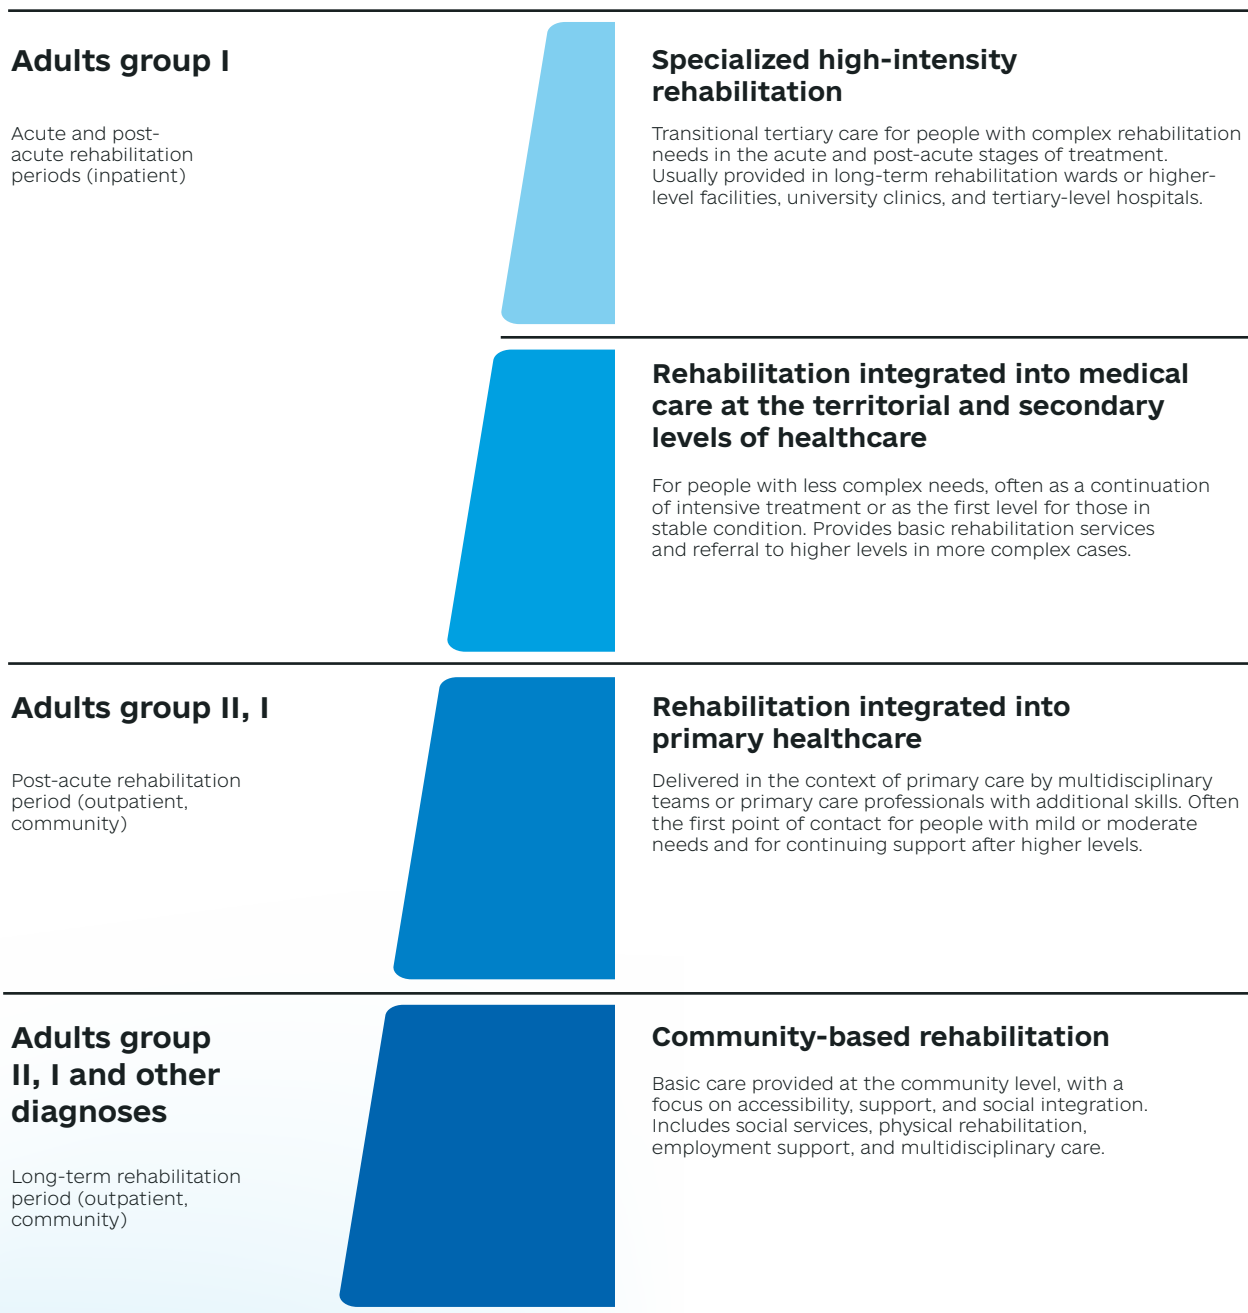 Adults group I
Acute and post-
acute rehabilitation
periods (inpatient)
Specialized high-intensity
rehabilitation
Transitional tertiary care for people with complex rehabilitation
needs in the acute and post-acute stages of treatment.
Usually provided in long-term rehabilitation wards or higher-
level facilities, university clinics, and tertiary-level hospitals.
Rehabilitation integrated into medical
care at the territorial and secondary
levels of healthcare
For people with less complex needs, often as a continuation
of intensive treatment or as the first level for those in
stable condition. Provides basic rehabilitation services
and referral to higher levels in more complex cases.
Adults group II, I
Post-acute rehabilitation
period (outpatient,
community)
Rehabilitation integrated into
primary healthcare
Delivered in the context of primary care by multidisciplinary
teams or primary care professionals with additional skills. Often
the first point of contact for people with mild or moderate
needs and for continuing support after higher levels.
Adults group
II, I and other
diagnoses
Long-term rehabilitation
period (outpatient,
community)
Community-based rehabilitation
Basic care provided at the community level, with a
focus on accessibility, support, and social integration.
Includes social services, physical rehabilitation,
employment support, and multidisciplinary care.